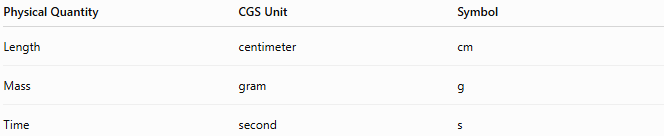 Physical Quantity CGS Unit Symbol
Length centimeter cm
Mass gram g
Time second s